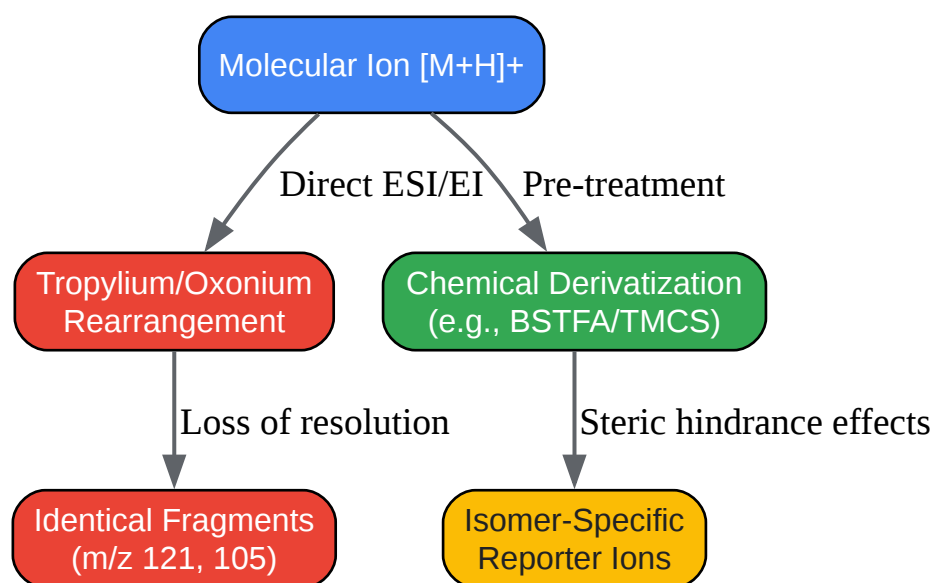 Molecular Ion [M+H]+
Direct ESI/EI
Pre-treatment
Tropylium/Oxonium
Rearrangement
Chemical Derivatization
(e.g., BSTFA/TMCS)
Loss of resolution
Steric hindrance effects
Identical Fragments
(m/z 121, 105)
Isomer-Specific
Reporter Ions